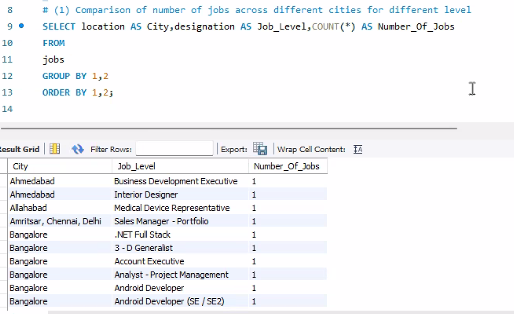 8 # (1) Comparison of number of jobs across different cities for different level
9 SELECT location AS City,designation AS Job_Level,COUNT(*) AS Number_Of_Jobs
10 FROM
11 jobs
12 GROUP BY 1,2
13 ORDER BY 1,2;
14
Result Grid Filter Rows: Export: Wrap Cell Content:
City Job_Level Number_Of_Jobs
Ahmedabad Business Development Executive 1
Ahmedabad Interior Designer 1
Allahabad Medical Device Representative 1
Amritsar, Chennai, Delhi Sales Manager - Portfolio 1
Bangalore .NET Full Stack 1
Bangalore 3 - D Generalist 1
Bangalore Account Executive 1
Bangalore Analyst - Project Management 1
Bangalore Android Developer 1
Bangalore Android Developer (SE / SE2) 1